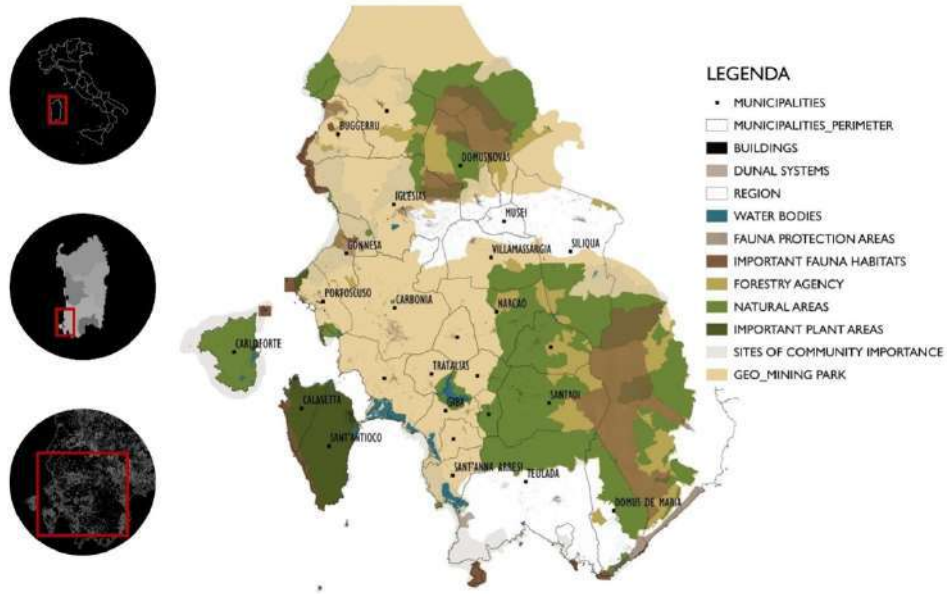 LEGENDA
MUNICIPALITIES
MUNICIPALITIES_PERIMETER
BUILDINGS
DUNAL SYSTEMS
REGION
WATER BODIES
FAUNA PROTECTION AREAS
IMPORTANT FAUNA HABITATS
FORESTRY AGENCY
NATURAL AREAS
IMPORTANT PLANT AREAS
SITES OF COMMUNITY IMPORTANCE
GEO_MINING PARK
BUGGERRU
DOMUSNOVAS
IGLESIAS
MUSEI
GONNESA
VILLAMASSARGIA
SILIQUA
PORTOSCUSO
CARBONIA
NARCAO
CARLOFORTE
TRATALIAS
CALASETTA
GIBA
SANTADI
SANT'ANTIOCO
SANT'ANNA ARRESI
TEULADA
DOMUS DE MARIA